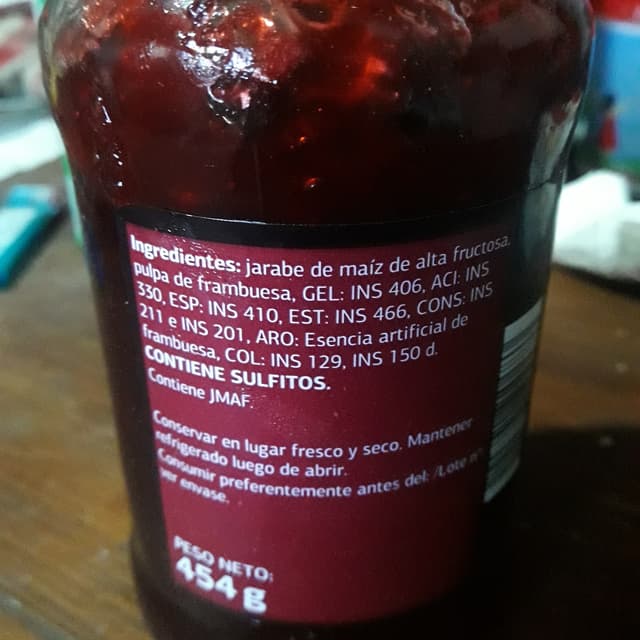 Ingredientes: jarabe de maíz de alta fructosa,
pulpa de frambuesa, GEL: INS 406, ACI: INS
330, ESP: INS 410, EST: INS 466, CONS: INS
211 e INS 201, ARO: Esencia artificial de
frambuesa, COL: INS 129, INS 150 d.
CONTIENE SULFITOS.
Contiene JMAF.
Conservar en lugar fresco y seco. Mantener
refrigerado luego de abrir.
Consumir preferentemente antes del: /Lote n°
ver envase.
PESO NETO:
454 g